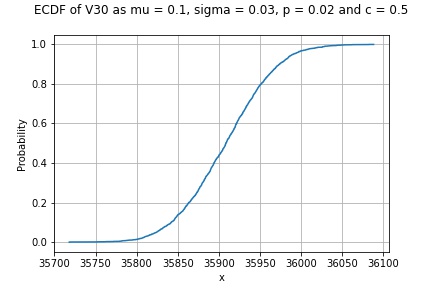 ECDF of V30 as mu = 0.1, sigma = 0.03, p = 0.02 and c = 0.5
1.0
0.8
0.6
0.4
0.2
0.0
Probability
35700 35750 35800 35850 35900 35950 36000 36050 36100
x